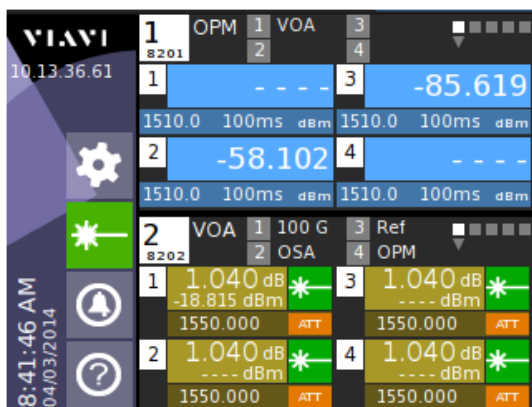 VIAVI
10.13.36.61
8:41:46 AM
04/03/2014
1 OPM 1 VOA 3
8201 2 4
1 ---- 3 -85.619
1510.0 100ms dBm 1510.0 100ms dBm
2 -58.102 4 ----
1510.0 100ms dBm 1510.0 100ms dBm
2 VOA 1 100 G 3 Ref
8202 2 OSA 4 OPM
1 1.040 dB 3 1.040 dB
-18.815 dBm ---- dBm
1550.000 ATT 1550.000 ATT
2 1.040 dB 4 1.040 dB
---- dBm ---- dBm
1550.000 ATT 1550.000 ATT
?